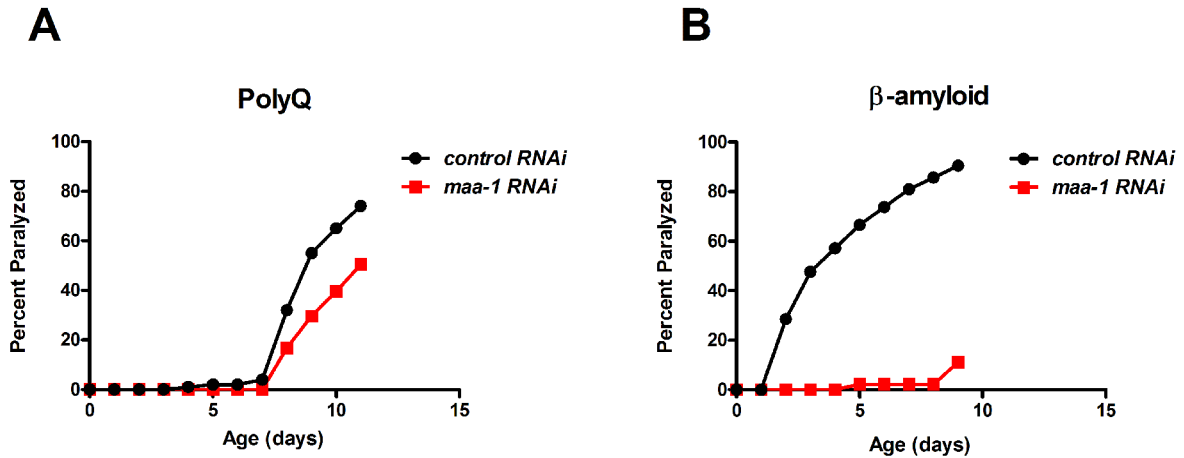 A
PolyQ
Percent Paralyzed
100
80
60
40
20
0
0
5
10
15
Age (days)
control RNAi
maa-1 RNAi
B
β-amyloid
Percent Paralyzed
100
80
60
40
20
0
0
5
10
15
Age (days)
control RNAi
maa-1 RNAi